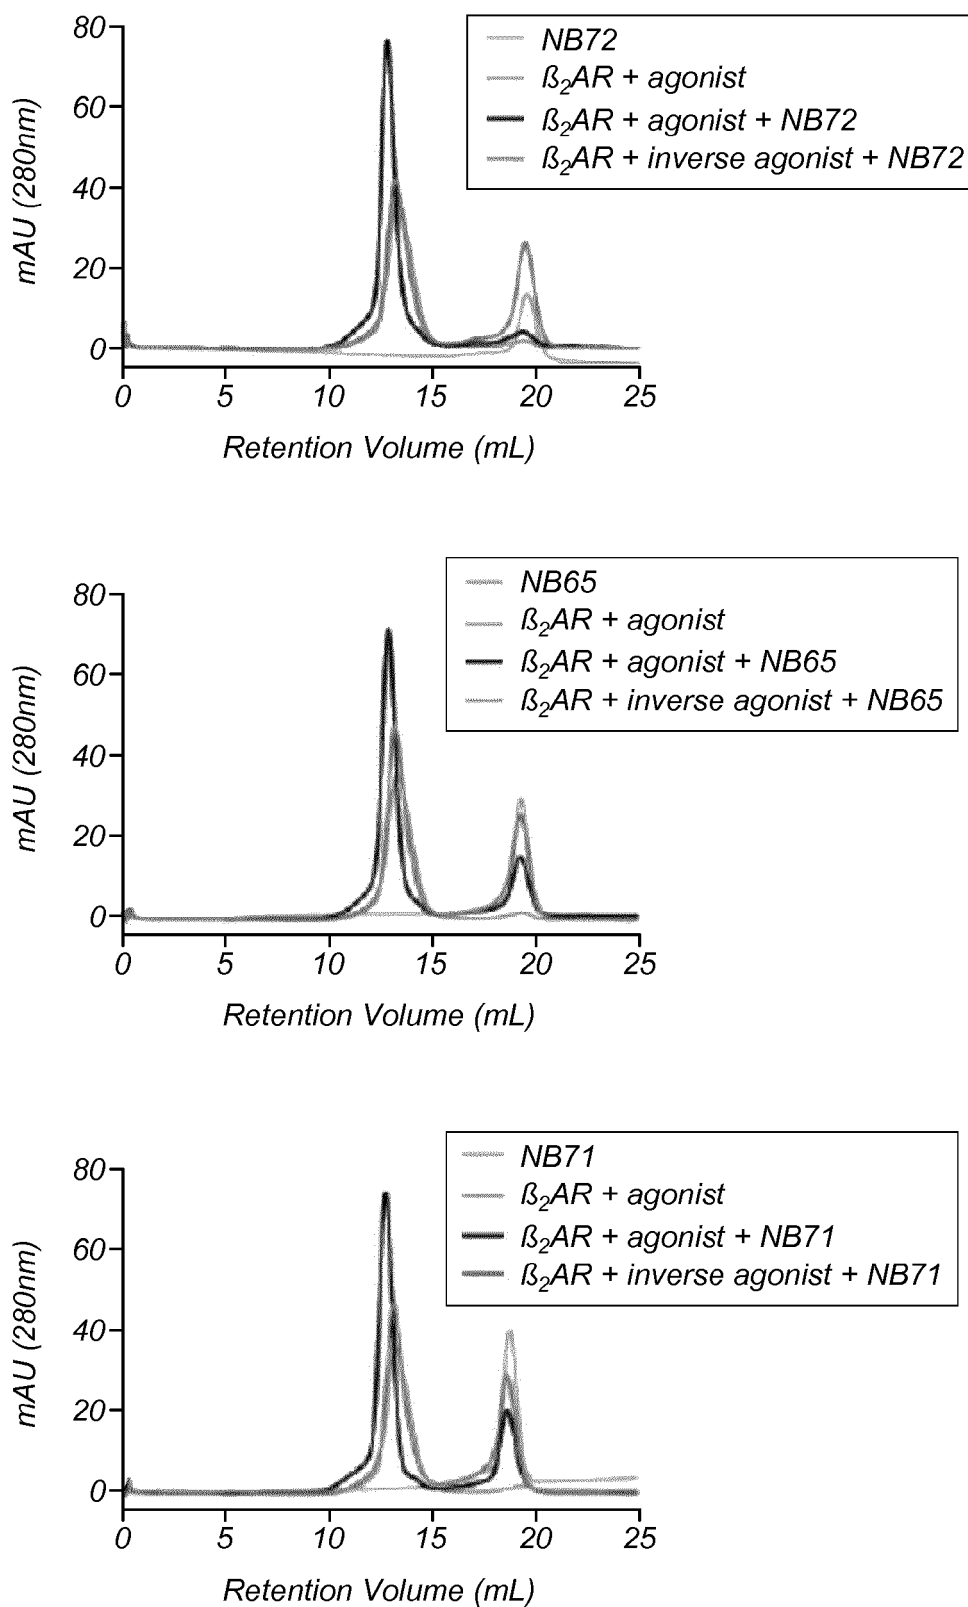 80
60
40
20
0
mAU (280nm)
0 5 10 15 20 25
Retention Volume (mL)
NB72
ß₂AR + agonist
ß₂AR + agonist + NB72
ß₂AR + inverse agonist + NB72
80
60
40
20
0
mAU (280nm)
0 5 10 15 20 25
Retention Volume (mL)
NB65
ß₂AR + agonist
ß₂AR + agonist + NB65
ß₂AR + inverse agonist + NB65
80
60
40
20
0
mAU (280nm)
0 5 10 15 20 25
Retention Volume (mL)
NB71
ß₂AR + agonist
ß₂AR + agonist + NB71
ß₂AR + inverse agonist + NB71